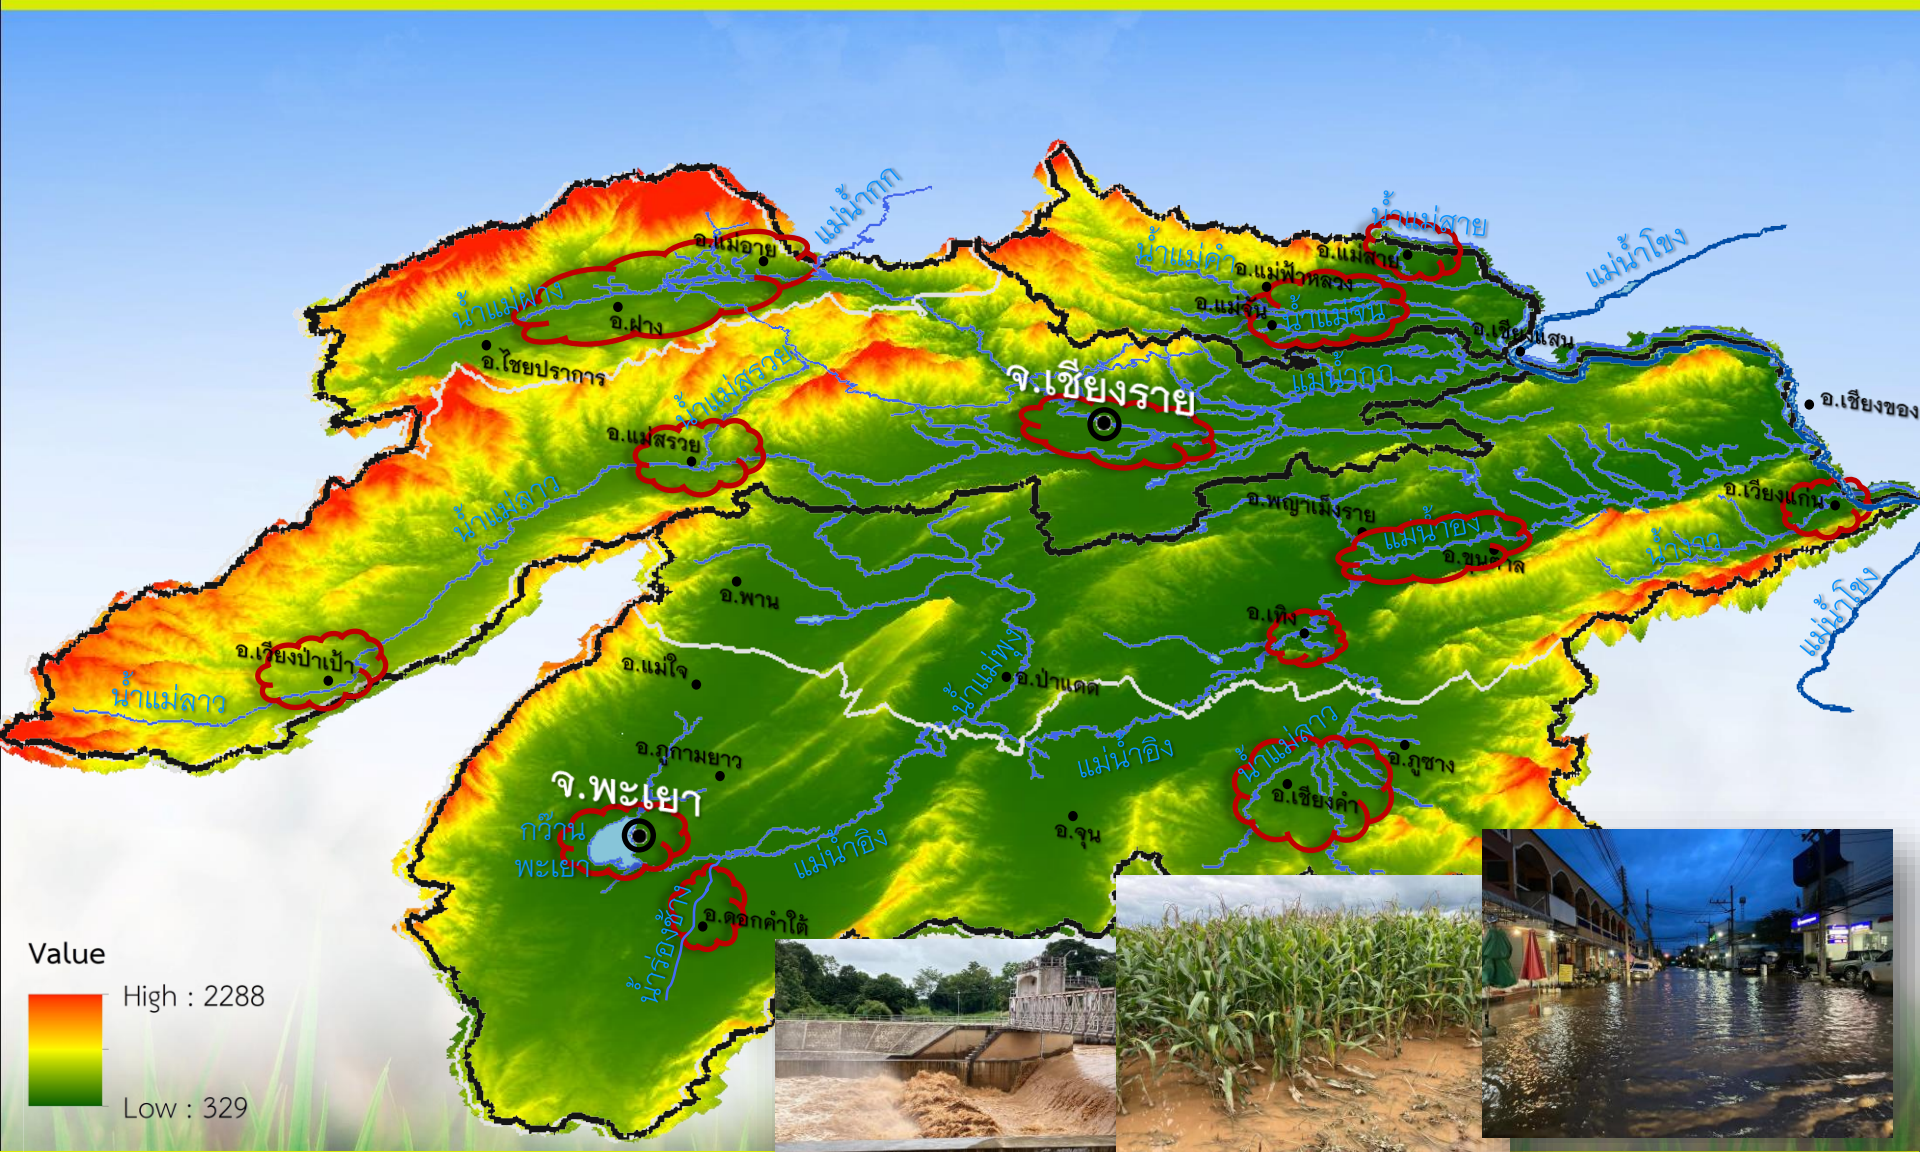 แม่น้ำกก
น้ำแม่สาย
อ.แม่อาย
น้ำแม่คำ
อ.แม่สาย
แม่น้ำโขง
อ.แม่ฟ้าหลวง
น้ำแม่ฝาง
อ.แม่จัน
น้ำแม่จัน
อ.ฝาง
อ.เชียงแสน
อ.ไชยปราการ
น้ำแม่สรวย
จ.เชียงราย
แม่น้ำกก
อ.เชียงของ
อ.แม่สรวย
น้ำแม่ลาว
อ.พญาเม็งราย
อ.เวียงแก่น
แม่น้ำอิง
อ.ขุนตาล
น้ำงาว
อ.พาน
อ.เทิง
แม่น้ำโขง
อ.เวียงป่าเป้า
อ.แม่ใจ
น้ำแม่พุง
อ.ป่าแดด
น้ำแม่ลาว
อ.ภูกามยาว
แม่น้ำอิง
น้ำแม่ลาว
อ.ภูซาง
จ.พะเยา
อ.เชียงคำ
กว๊าน
พะเยา
แม่น้ำอิง
อ.จุน
น้ำร่องช้าง
อ.ดอกคำใต้
Value
High : 2288
Low : 329